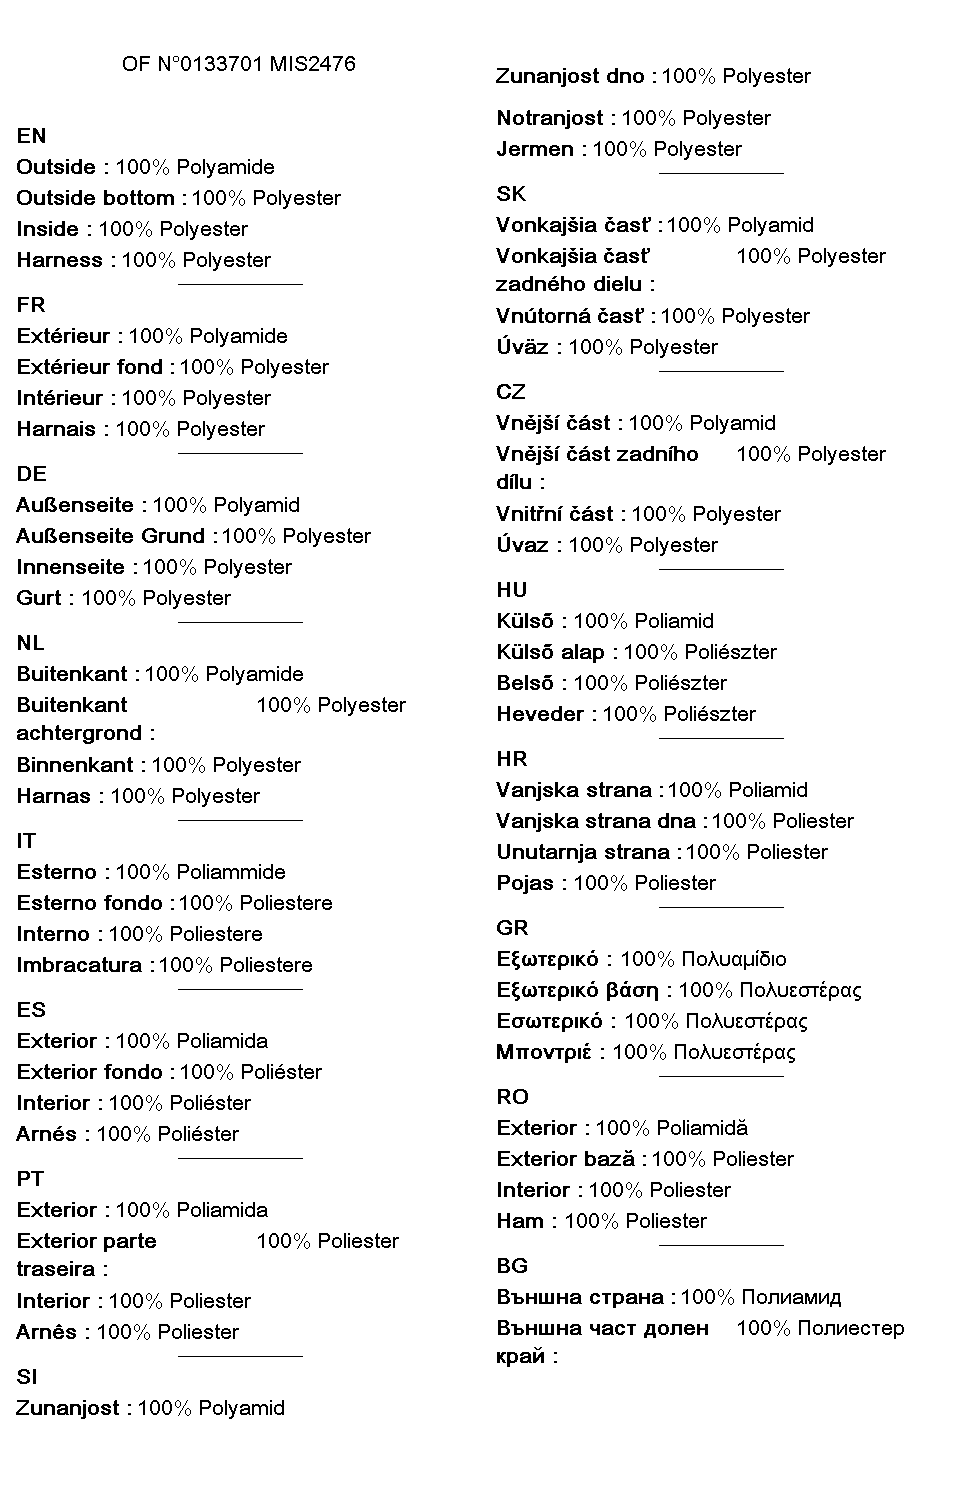 OF N°0133701 MIS2476
EN
Outside : 100% Polyamide
Outside bottom : 100% Polyester
Inside : 100% Polyester
Harness : 100% Polyester
FR
Extérieur : 100% Polyamide
Extérieur fond : 100% Polyester
Intérieur : 100% Polyester
Harnais : 100% Polyester
DE
Außenseite : 100% Polyamid
Außenseite Grund : 100% Polyester
Innenseite : 100% Polyester
Gurt : 100% Polyester
NL
Buitenkant : 100% Polyamide
Buitenkant 100% Polyester
achtergrond :
Binnenkant : 100% Polyester
Harnas : 100% Polyester
IT
Esterno : 100% Poliammide
Esterno fondo : 100% Poliestere
Interno : 100% Poliestere
Imbracatura : 100% Poliestere
ES
Exterior : 100% Poliamida
Exterior fondo : 100% Poliéster
Interior : 100% Poliéster
Arnés : 100% Poliéster
PT
Exterior : 100% Poliamida
Exterior parte 100% Poliester
traseira :
Interior : 100% Poliester
Arnês : 100% Poliester
SI
Zunanjost : 100% Polyamid
Zunanjost dno : 100% Polyester
Notranjost : 100% Polyester
Jermen : 100% Polyester
SK
Vonkajšia časť : 100% Polyamid
Vonkajšia časť 100% Polyester
zadného dielu :
Vnútorná časť : 100% Polyester
Úväz : 100% Polyester
CZ
Vnější část : 100% Polyamid
Vnější část zadního 100% Polyester
dílu :
Vnitřní část : 100% Polyester
Úvaz : 100% Polyester
HU
Külső : 100% Poliamid
Külső alap : 100% Poliészter
Belső : 100% Poliészter
Heveder : 100% Poliészter
HR
Vanjska strana : 100% Poliamid
Vanjska strana dna : 100% Poliester
Unutarnja strana : 100% Poliester
Pojas : 100% Poliester
GR
Εξωτερικό : 100% Πολυαμίδιο
Εξωτερικό βάση : 100% Πολυεστέρας
Εσωτερικό : 100% Πολυεστέρας
Μποντριέ : 100% Πολυεστέρας
RO
Exterior : 100% Poliamidă
Exterior bază : 100% Poliester
Interior : 100% Poliester
Ham : 100% Poliester
BG
Външна страна : 100% Полиамид
Външна част долен 100% Полиестер
край :